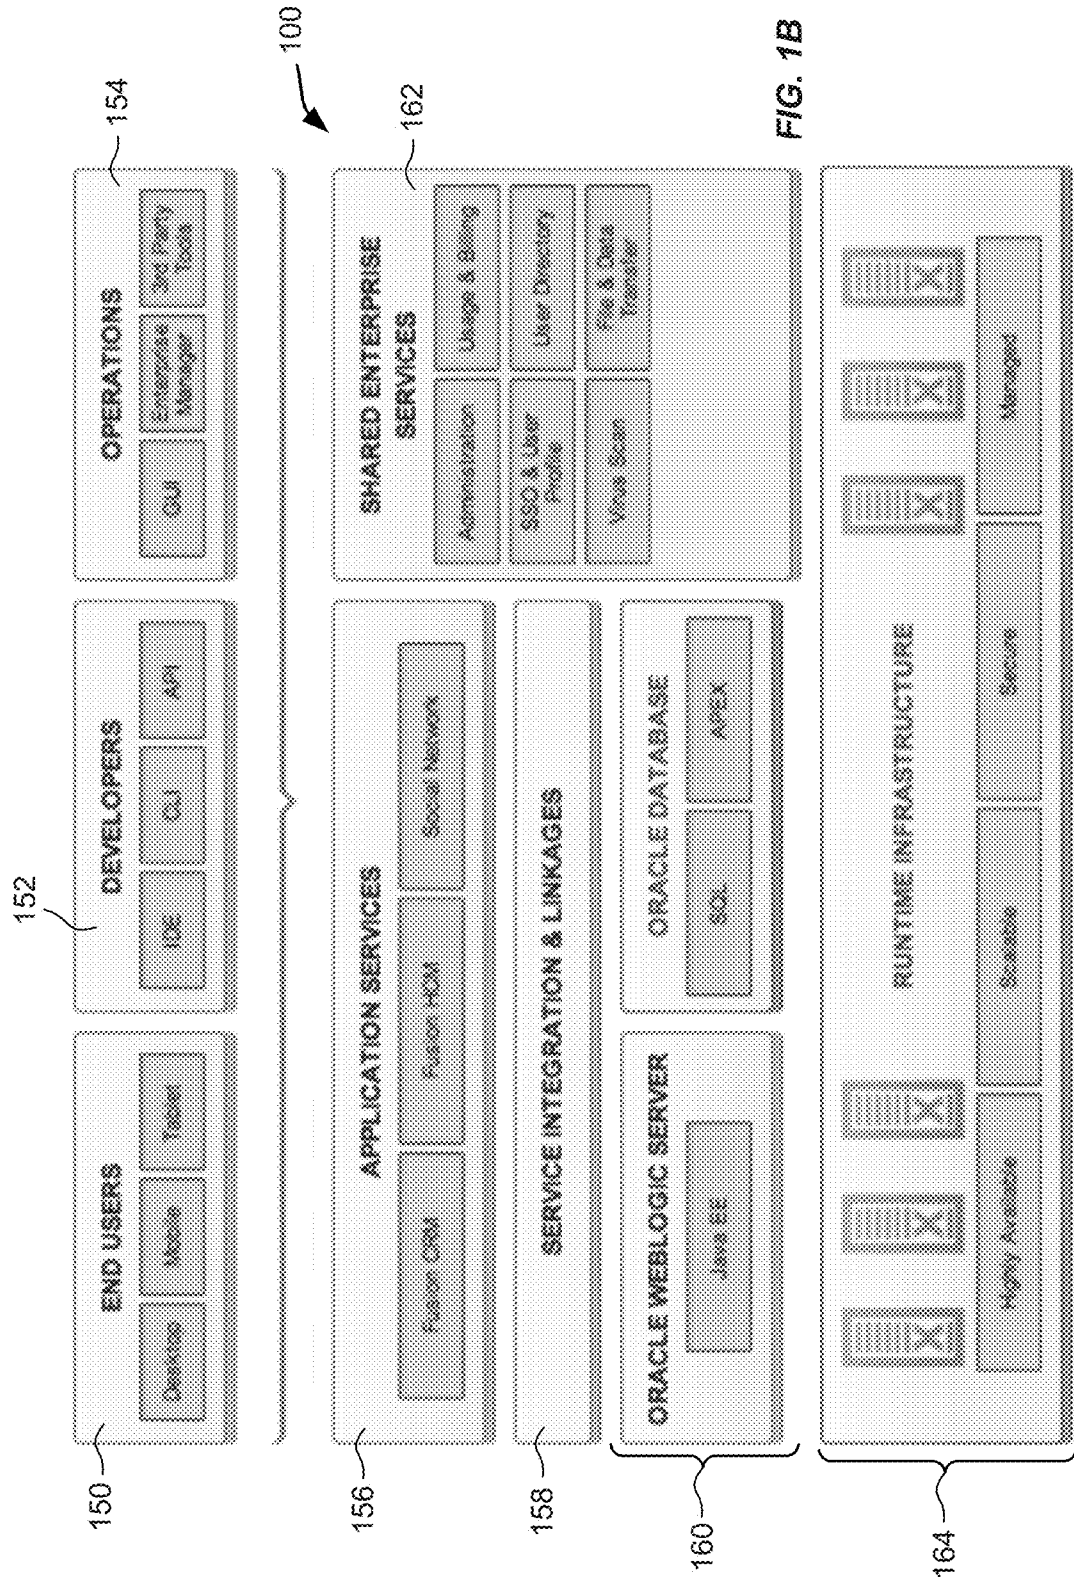 150
END USERS
Desktop
Mobile
Tablet
152
DEVELOPERS
IDE
CLI
API
154
OPERATIONS
GUI
Enterprise
Manager
3rd Party
Tools
100
156
APPLICATION SERVICES
Fusion CRM
Fusion HCM
Social Network
158
SERVICE INTEGRATION & LINKAGES
160
ORACLE WEBLOGIC SERVER
Java EE
ORACLE DATABASE
SQL
APEX
162
SHARED ENTERPRISE
SERVICES
Administration
Usage & Billing
SSO & User
Profile
User Directory
Virus Scan
File & Data
Transfer
164
RUNTIME INFRASTRUCTURE
Highly Available
Scalable
Secure
Managed
FIG. 1B